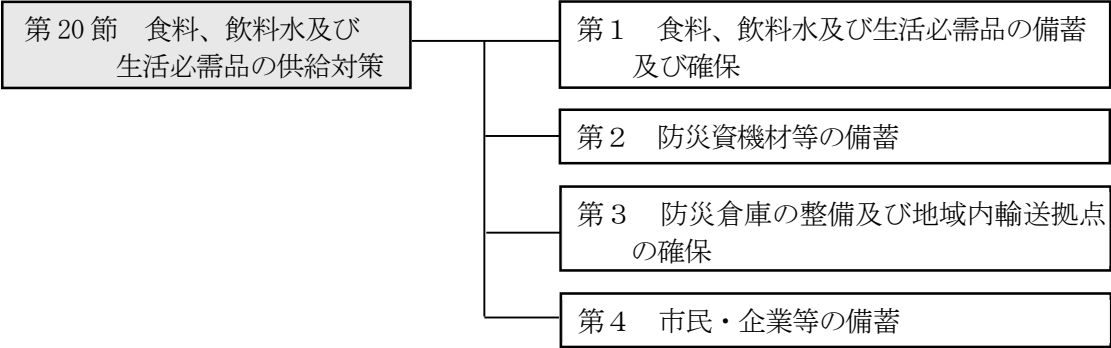 第20節　食料、飲料水及び
生活必需品の供給対策
第１　食料、飲料水及び生活必需品の備蓄
及び確保
第２　防災資機材等の備蓄
第３　防災倉庫の整備及び地域内輸送拠点
の確保
第４　市民・企業等の備蓄